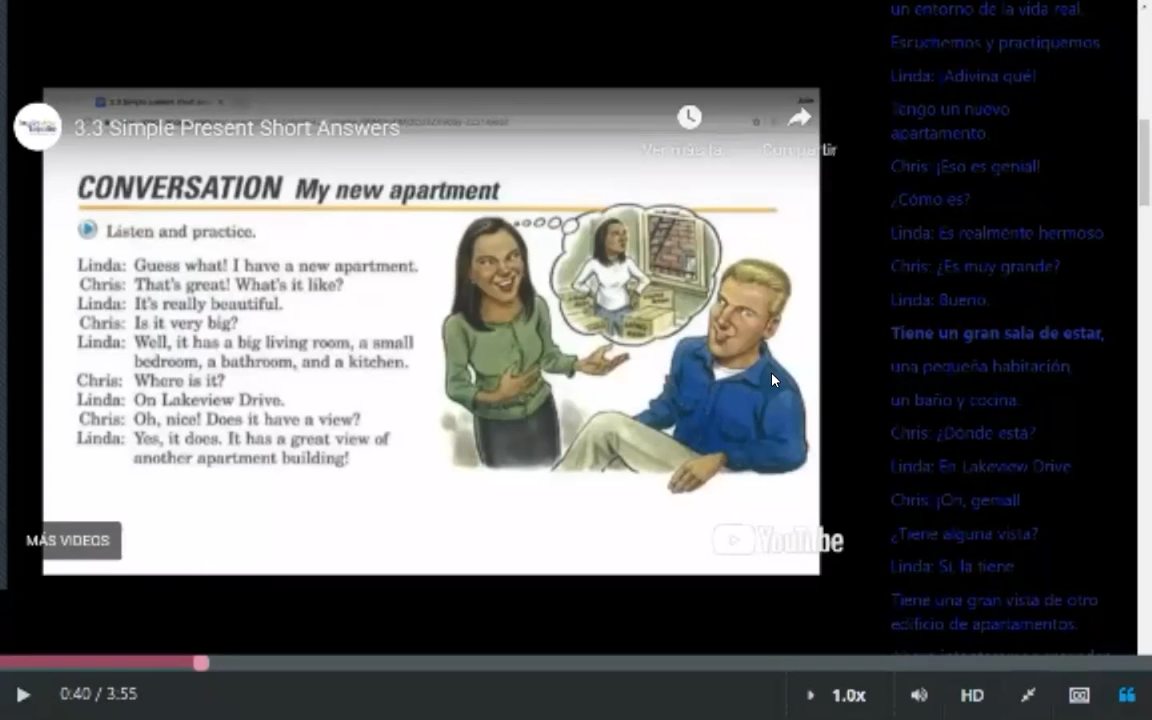 3.3 Simple Present Short Answers
Compartir
CONVERSATION My new apartment
Listen and practice.
Linda: Guess what! I have a new apartment.
Chris: That's great! What's it like?
Linda: It's really beautiful.
Chris: Is it very big?
Linda: Well, it has a big living room, a small
bedroom, a bathroom, and a kitchen.
Chris: Where is it?
Linda: On Lakeview Drive.
Chris: Oh, nice! Does it have a view?
Linda: Yes, it does. It has a great view of
another apartment building!
MÁS VIDEOS
YouTube
un entorno de la vida real.
Escuchemos y practiquemos
Linda: ¡Adivina qué!
Tengo un nuevo
apartamento.
Chris: ¡Eso es genial!
¿Cómo es?
Linda: Es realmente hermoso
Chris: ¿Es muy grande?
Linda: Bueno.
Tiene un gran sala de estar,
una pequeña habitación,
un baño y cocina.
Chris: ¿Dónde está?
Linda: En Lakeview Drive
Chris: ¡Oh, genial!
¿Tiene alguna vista?
Linda: Si, la tiene
Tiene una gran vista de otro
edificio de apartamentos.
0:40 / 3:55
1.0x
HD